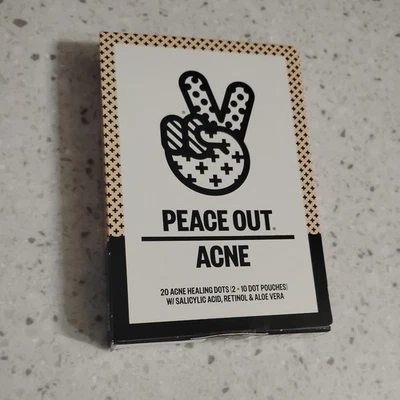 PEACE OUT.
ACNE
20 ACNE HEALING DOTS (2 - 10 DOT POUCHES)
W/ SALICYLIC ACID, RETINOL & ALOE VERA